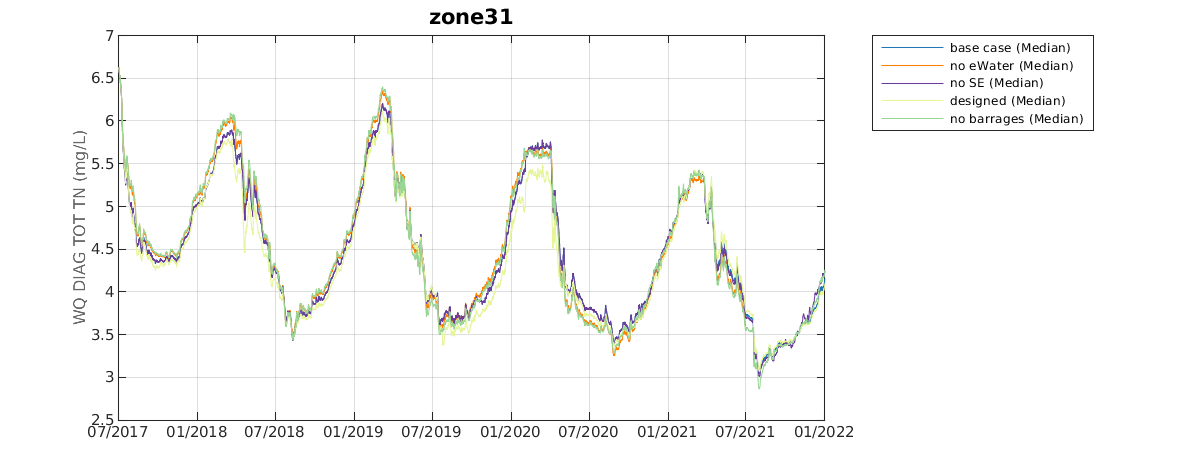 zone31
WQ DIAG TOT TN (mg/L)
7
6.5
6
5.5
5
4.5
4
3.5
3
2.5
07/2017 01/2018 07/2018 01/2019 07/2019 01/2020 07/2020 01/2021 07/2021 01/2022
base case (Median)
no eWater (Median)
no SE (Median)
designed (Median)
no barrages (Median)